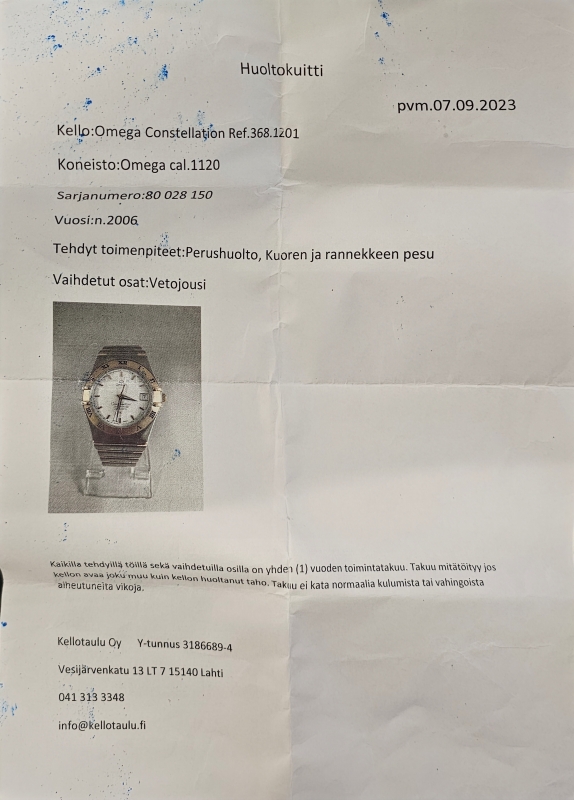 Huoltokuitti
pvm.07.09.2023
Kello:Omega Constellation Ref.368.1201
Koneisto:Omega cal.1120
Sarjanumero:80 028 150
Vuosi:n.2006
Tehdyt toimenpiteet:Perushuolto, Kuoren ja rannekkeen pesu
Vaihdetut osat:Vetojousi
Kaikilla tehdyillä töillä sekä vaihdetuilla osilla on yhden (1) vuoden toimintatakuu. Takuu mitätöityy jos
kellon avaa joku muu kuin kellon huoltanut taho. Takuu ei kata normaalia kulumista tai vahingoista
aiheutuneita vikoja.
Kellotaulu Oy Y-tunnus 3186689-4
Vesijärvenkatu 13 LT 7 15140 Lahti
041 313 3348
info@kellotaulu.fi